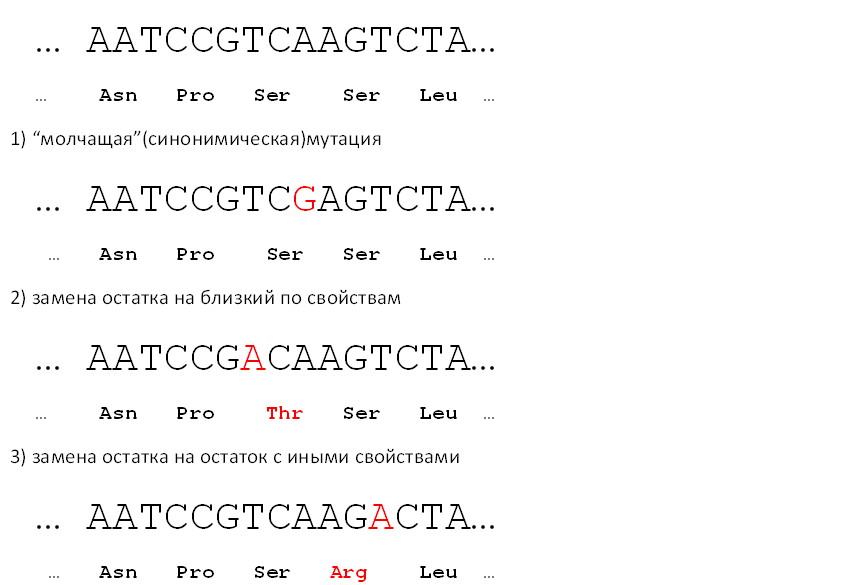 ... AATCCGTCAAGTCTA...
... Asn Pro Ser Ser Leu ...
1) “молчащая”(синонимическая)мутация
... AATCCGTCGAGTCTA...
... Asn Pro Ser Ser Leu ...
2) замена остатка на близкий по свойствам
... AATCCGACAAGTCTA...
... Asn Pro Thr Ser Leu ...
3) замена остатка на остаток с иными свойствами
... AATCCGTCAAGACTA...
... Asn Pro Ser Arg Leu ...